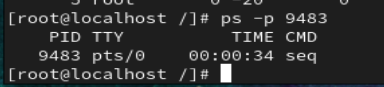 [root@localhost /]# ps -p 9483
PID TTY TIME CMD
9483 pts/0 00:00:34 seq
[root@localhost /]#